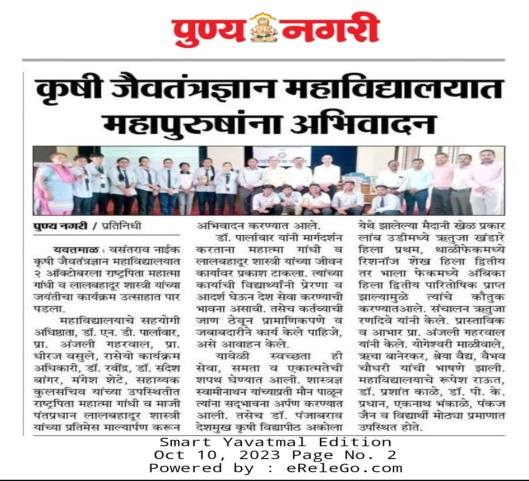 पुण्य नगरी
कृषी जैवतंत्रज्ञान महाविद्यालयात
महापुरुषांना अभिवादन
पुण्य नगरी / प्रतिनिधी
यवतमाळ : वसंतराव नाईक
कृषी जैवतंत्रज्ञान महाविद्यालयात
२ ऑक्टोबरला राष्ट्रपिता महात्मा
गांधी व लालबहादूर शास्त्री यांच्या
जयंतीचा कार्यक्रम उत्साहात पार
पडला.
महाविद्यालयाचे सहयोगी
अधिष्ठाता, डॉ. एन. डी. पार्लावार,
प्रा. अंजली गहरवाल, प्रा.
धीरज वसुले, रासेयो कार्यक्रम
अधिकारी, डॉ. रवींद्र, डॉ. संदेश
बांगर, मंगेश शेटे, सहाय्यक
कुलसचिव यांच्या उपस्थितीत
राष्ट्रपिता महात्मा गांधी व माजी
पंतप्रधान लालबहादूर शास्त्री
यांच्या प्रतिमेस माल्यार्पण करून
अभिवादन करण्यात आले.
डॉ. पार्लावार यांनी मार्गदर्शन
करताना महात्मा गांधी व
लालबहादूर शास्त्री यांच्या जीवन
कार्यावर प्रकाश टाकला. त्यांच्या
कार्याची विद्यार्थ्यांनी प्रेरणा व
आदर्श घेऊन देश सेवा करण्याची
भावना असावी. तसेच कर्तव्याची
जाण ठेवून प्रामाणिकपणे व
जबाबदारीने कार्य केले पाहिजे,
असे आवाहन केले.
यावेळी स्वच्छता ही
सेवा, समता व एकात्मतेची
शपथ घेण्यात आली. शास्त्रज्ञ
स्वामीनाथन यांच्याप्रती मौन पाळून
त्यांना सद्भावना अर्पण करण्यात
आली. तसेच डॉ. पंजाबराव
देशमुख कृषी विद्यापीठ अकोला
येथे झालेल्या मैदानी खेळ प्रकार
लांब उडीमध्ये ऋतुजा खंडारे
हिला प्रथम, थाळीफेकमध्ये
रिशनॉज शेख हिला द्वितीय
तर भाला फेकमध्ये अंबिका
हिला द्वितीय पारितोषिक प्राप्त
झाल्यामुळे त्यांचे कौतुक
करण्यातआले. संचालन ऋतुजा
रणदिवे यांनी केले. प्रास्ताविक
व आभार प्रा. अंजली गहरवाल
यांनी केले. योगेश्वरी माळीवाले,
ऋचा बानेरकर, श्रेया वैद्य, वैभव
चौधरी यांची भाषणे झाली.
महाविद्यालयाचे रूपेश राऊत,
डॉ. प्रशांत काळे, डॉ. पी. के.
प्रधान, एकनाथ भंकाळे, पंकज
जैन व विद्यार्थी मोठ्या प्रमाणात
उपस्थित होते.
Smart Yavatmal Edition
Oct 10, 2023 Page No. 2
Powered by : eReleGo.com